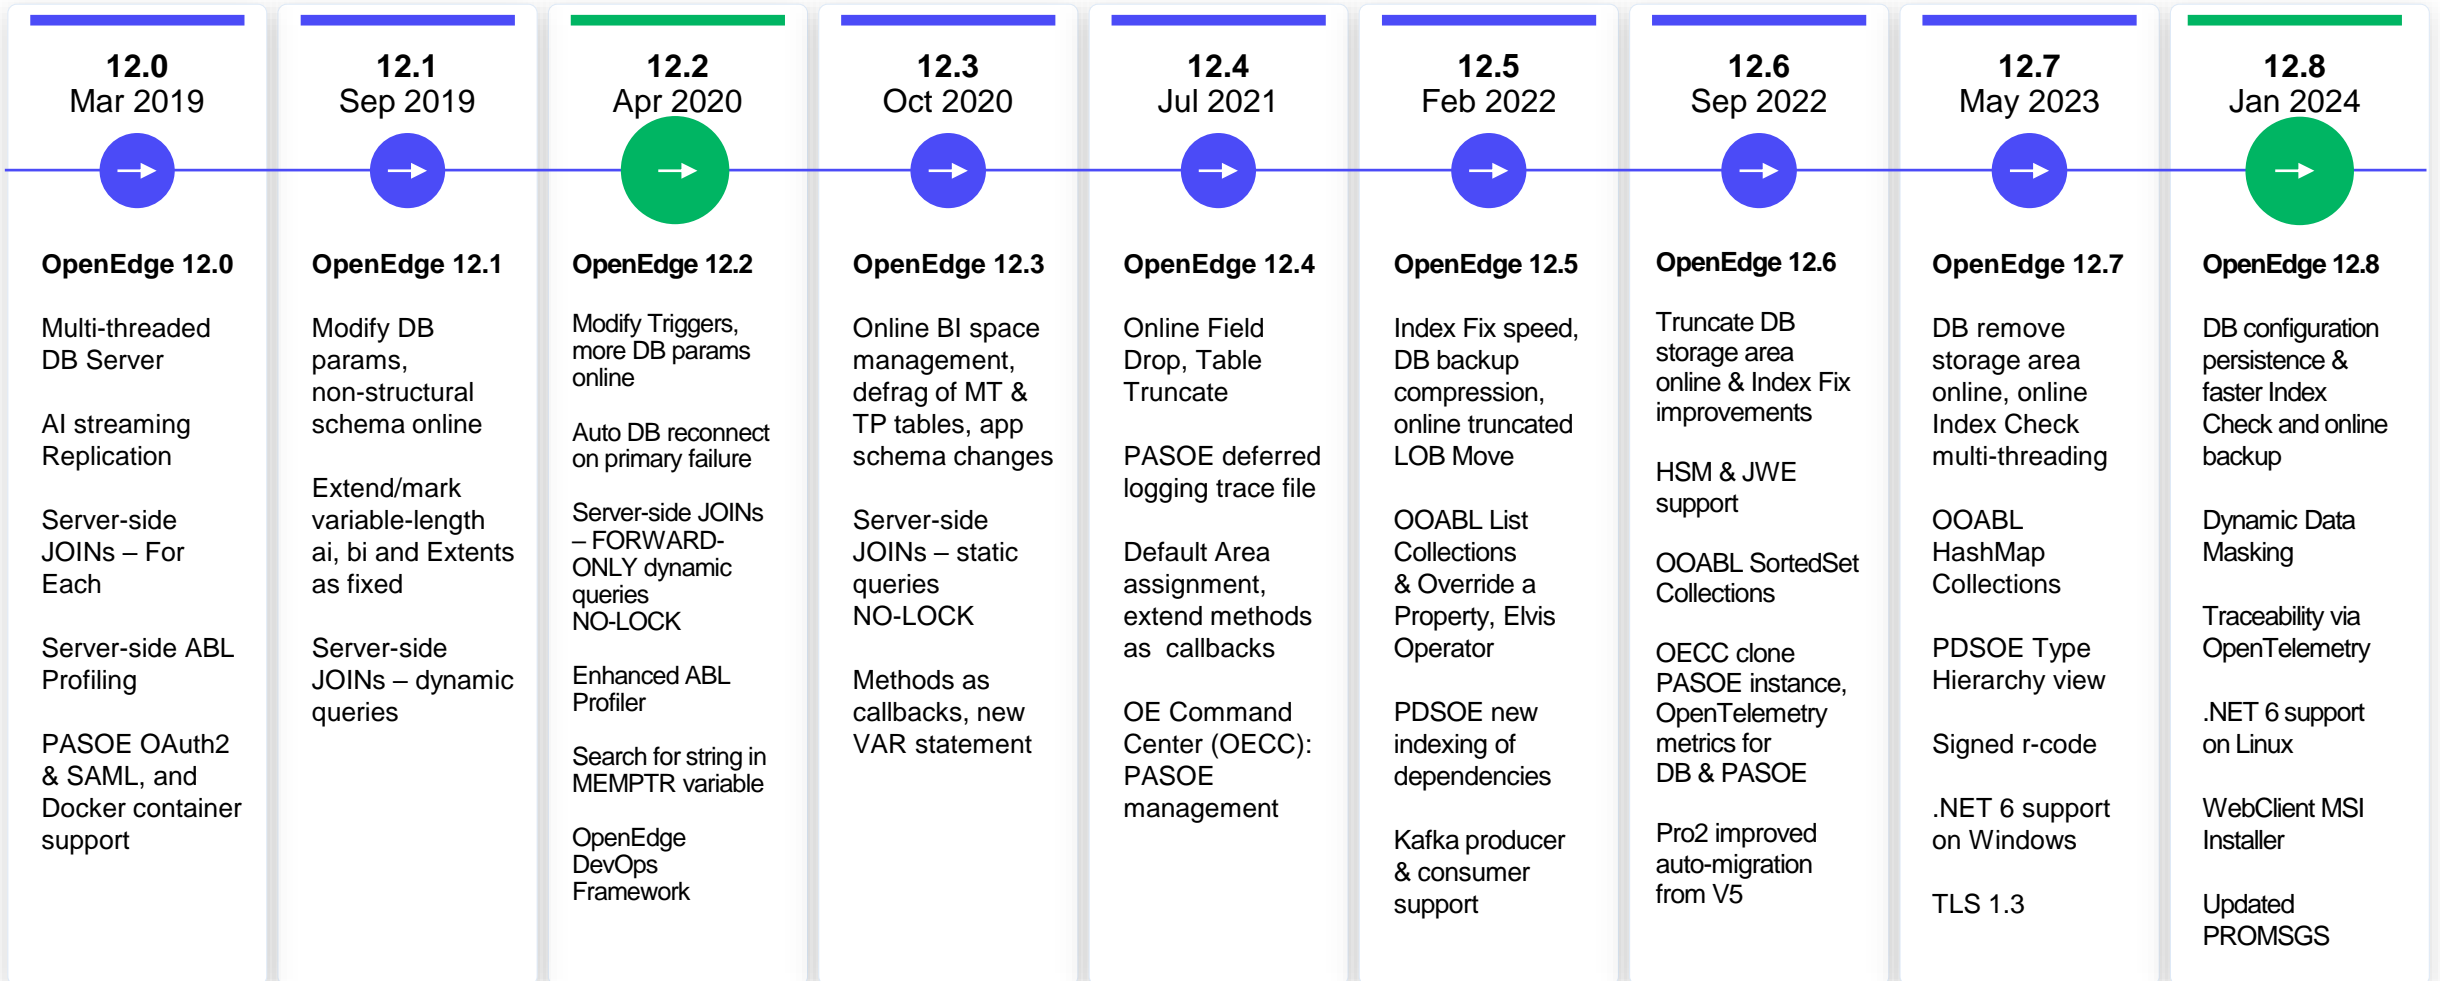 12.0
Mar 2019
OpenEdge 12.0
Multi-threaded
DB Server
AI streaming
Replication
Server-side
JOINs – For
Each
Server-side ABL
Profiling
PASOE OAuth2
& SAML, and
Docker container
support
12.1
Sep 2019
OpenEdge 12.1
Modify DB
params,
non-structural
schema online
Extend/mark
variable-length
ai, bi and Extents
as fixed
Server-side
JOINs – dynamic
queries
12.2
Apr 2020
OpenEdge 12.2
Modify Triggers,
more DB params
online
Auto DB reconnect
on primary failure
Server-side JOINs
– FORWARD-
ONLY dynamic
queries
NO-LOCK
Enhanced ABL
Profiler
Search for string in
MEMPTR variable
OpenEdge
DevOps
Framework
12.3
Oct 2020
OpenEdge 12.3
Online BI space
management,
defrag of MT &
TP tables, app
schema changes
Server-side
JOINs – static
queries
NO-LOCK
Methods as
callbacks, new
VAR statement
12.4
Jul 2021
OpenEdge 12.4
Online Field
Drop, Table
Truncate
PASOE deferred
logging trace file
Default Area
assignment,
extend methods
as callbacks
OE Command
Center (OECC):
PASOE
management
12.5
Feb 2022
OpenEdge 12.5
Index Fix speed,
DB backup
compression,
online truncated
LOB Move
OOABL List
Collections
& Override a
Property, Elvis
Operator
PDSOE new
indexing of
dependencies
Kafka producer
& consumer
support
12.6
Sep 2022
OpenEdge 12.6
Truncate DB
storage area
online & Index Fix
improvements
HSM & JWE
support
OOABL SortedSet
Collections
OECC clone
PASOE instance,
OpenTelemetry
metrics for
DB & PASOE
Pro2 improved
auto-migration
from V5
12.7
May 2023
OpenEdge 12.7
DB remove
storage area
online, online
Index Check
multi-threading
OOABL
HashMap
Collections
PDSOE Type
Hierarchy view
Signed r-code
.NET 6 support
on Windows
TLS 1.3
12.8
Jan 2024
OpenEdge 12.8
DB configuration
persistence &
faster Index
Check and online
backup
Dynamic Data
Masking
Traceability via
OpenTelemetry
.NET 6 support
on Linux
WebClient MSI
Installer
Updated
PROMSGS